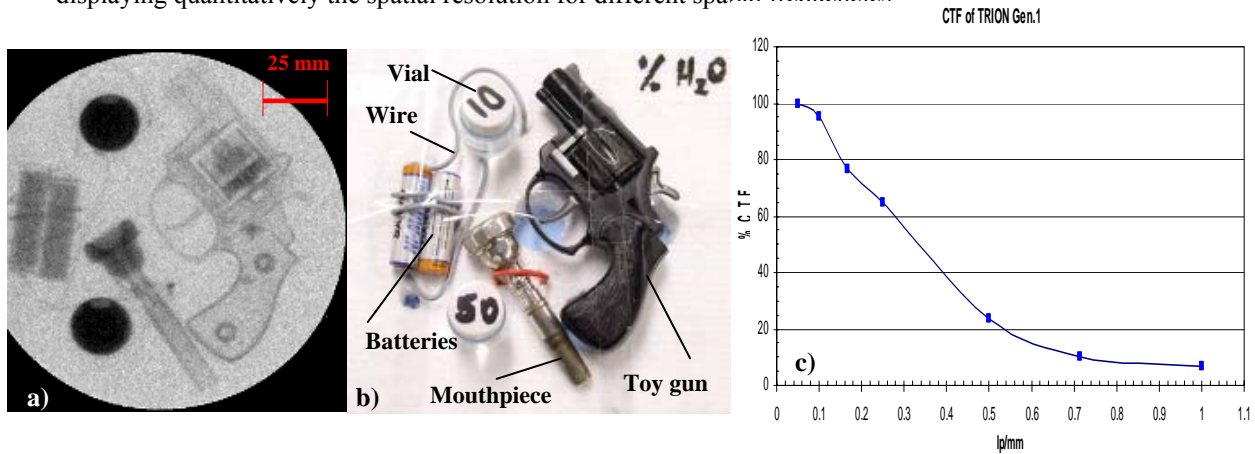 displaying quantitatively the spatial resolution for different
CTF of TRION Gen.1
25 mm
a)
Vial
Wire
10
% H₂O
50
Batteries
Mouthpiece
Toy gun
b)
120
100
80
60
40
20
0
% C T F
c)
0 0.1 0.2 0.3 0.4 0.5 0.6 0.7 0.8 0.9 1 1.1
lp/mm